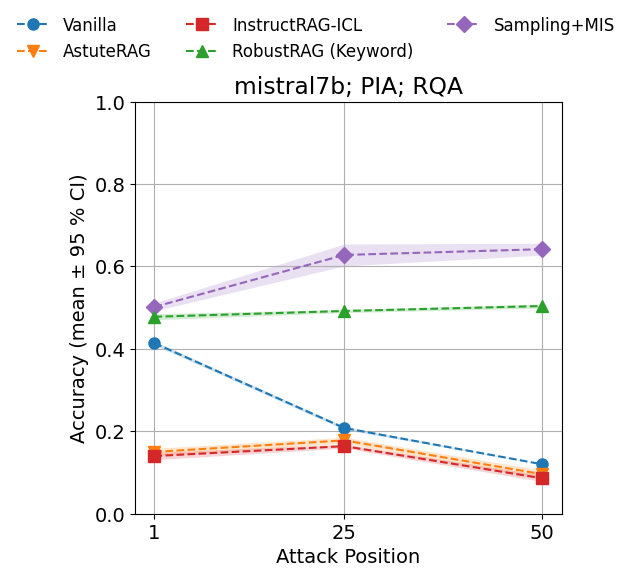 Vanilla
AstuteRAG
InstructRAG-ICL
RobustRAG (Keyword)
Sampling+MIS
mistral7b; PIA; RQA
Accuracy (mean ± 95 % CI)
1.0
0.8
0.6
0.4
0.2
0.0
1
25
50
Attack Position